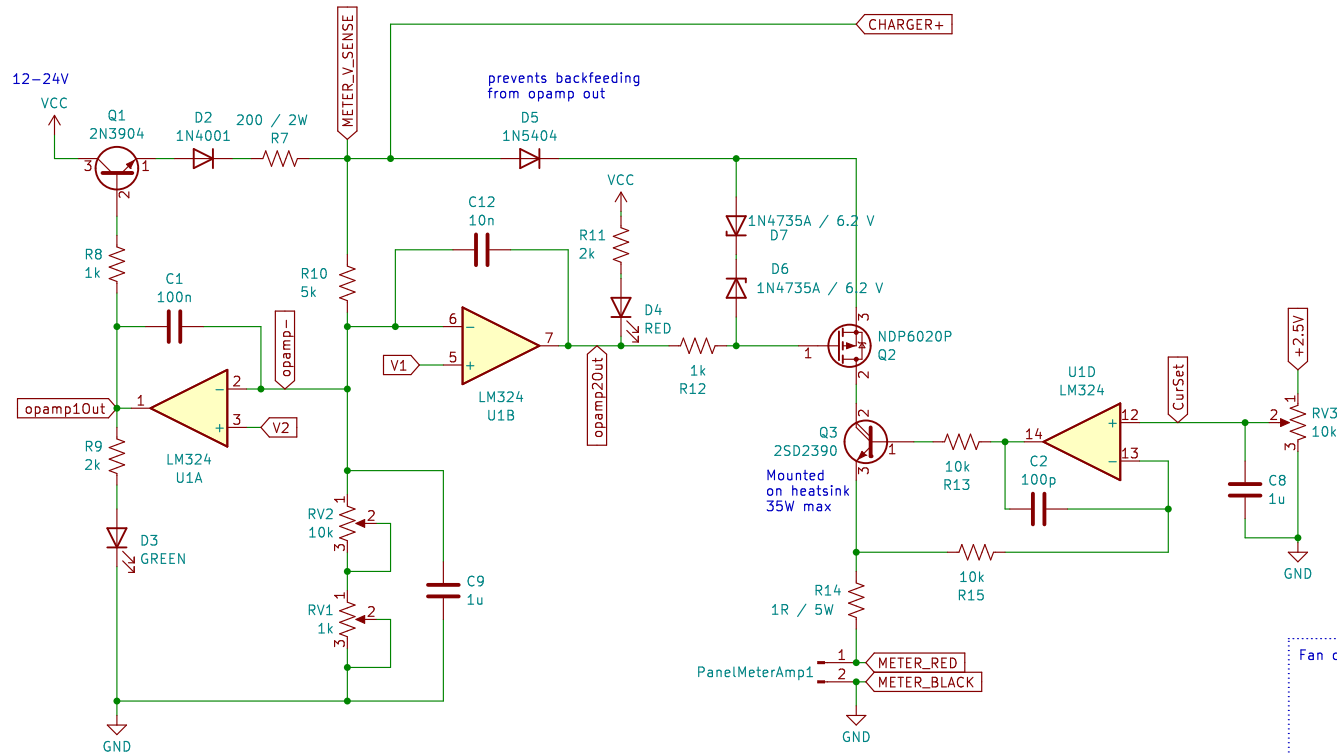 METER_V_SENSE
CHARGER+
12-24V
VCC
Q1
2N3904
3
1
2
D2
1N4001
200 / 2W
R7
prevents backfeeding
from opamp out
D5
1N5404
R8
1k
C1
100n
R10
5k
C12
10n
VCC
R11
2k
D4
RED
1N4735A / 6.2 V
D7
D6
1N4735A / 6.2 V
3
NDP6020P
Q2
1
2
opamp-
6
-
7
5
+
V1
LM324
U1B
opamp2Out
1k
R12
opamp1Out
1
2
-
3
+
V2
LM324
U1A
R9
2k
D3
GREEN
GND
1
RV2
10k
2
3
1
RV1
1k
2
3
C9
1u
Q3
2SD2390
2
1
3
Mounted
on heatsink
35W max
10k
R13
U1D
LM324
14
12
+
13
-
C2
100p
CurSet
+2.5V
1
2
3
RV3
10k
C8
1u
GND
10k
R15
R14
1R / 5W
PanelMeterAmp1
1
2
METER_RED
METER_BLACK
GND
Fan